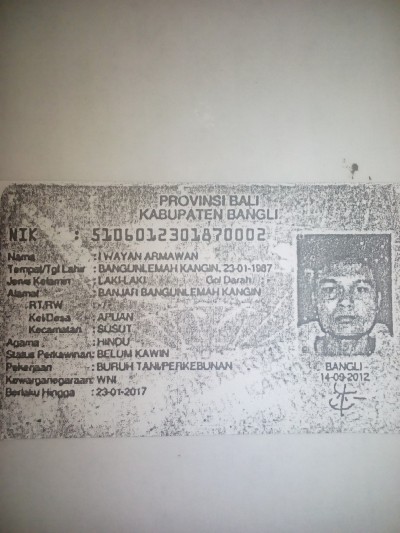 PROVINSI BALI
KABUPATEN BANGLI
NIK : 5106012301870002
Nama : I WAYAN ARMAWAN
Tempat/Tgl Lahir : BANGUNLEMAH KANGIN, 23-01-1987
Jenis Kelamin : LAKI-LAKI Gol Darah :
Alamat : BANJAR BANGUNLEMAH KANGIN
RT/RW : -/-
Kel/Desa : APUAN
Kecamatan : SUSUT
Agama : HINDU
Status Perkawinan: BELUM KAWIN
Pekerjaan : BURUH TANI/PERKEBUNAN
Kewarganegaraan: WNI
Berlaku Hingga : 23-01-2017
BANGLI -
14-09-2012